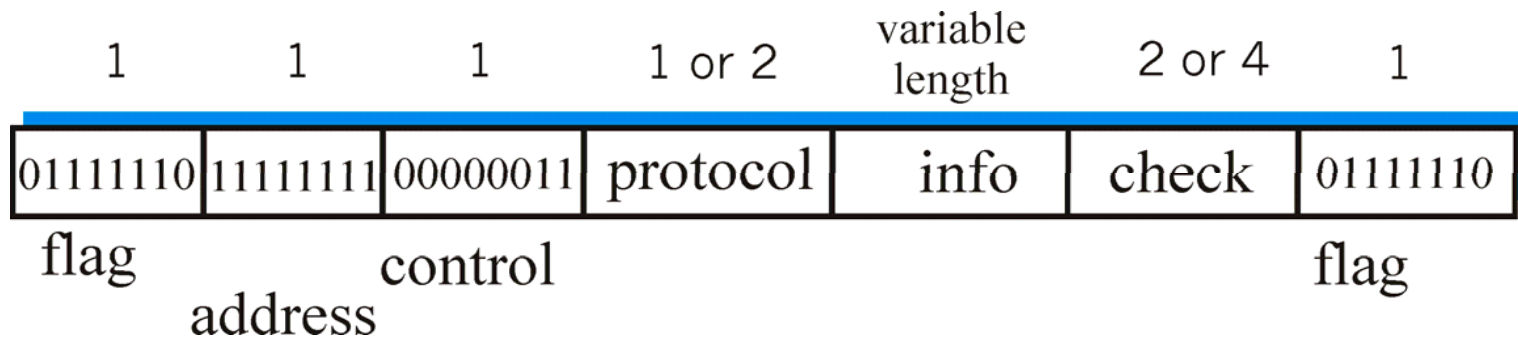 1 1 1 1 or 2 variable length 2 or 4 1
01111110 11111111 00000011 protocol info check 01111110
flag address control flag